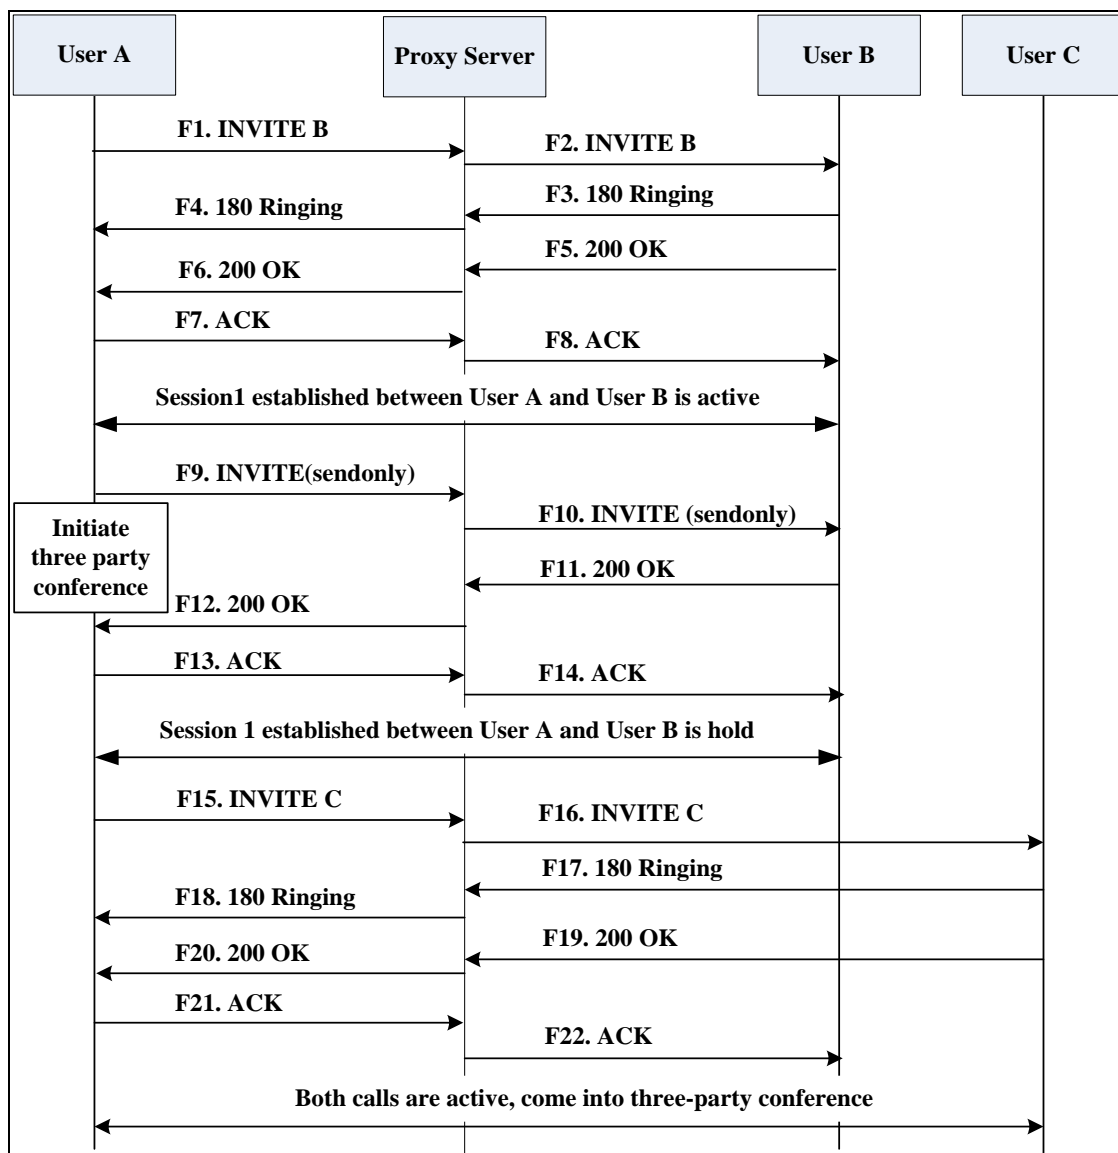 User A
Proxy Server
User B
User C
F1. INVITE B
F2. INVITE B
F3. 180 Ringing
F4. 180 Ringing
F5. 200 OK
F6. 200 OK
F7. ACK
F8. ACK
Session1 established between User A and User B is active
F9. INVITE(sendonly)
Initiate
three party
conference
F10. INVITE (sendonly)
F11. 200 OK
F12. 200 OK
F13. ACK
F14. ACK
Session 1 established between User A and User B is hold
F15. INVITE C
F16. INVITE C
F17. 180 Ringing
F18. 180 Ringing
F19. 200 OK
F20. 200 OK
F21. ACK
F22. ACK
Both calls are active, come into three-party conference